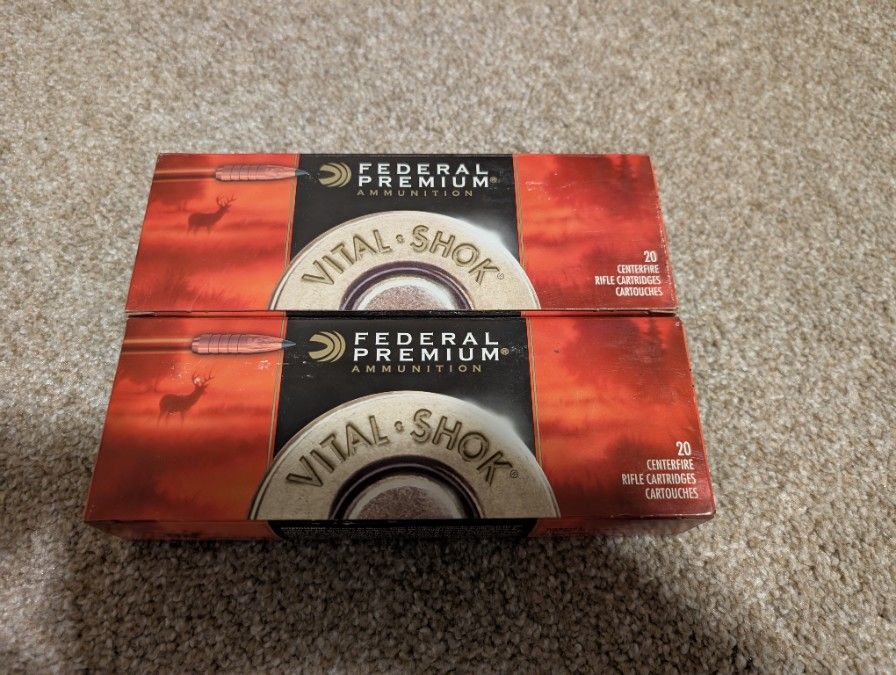 FEDERAL
PREMIUM®
AMMUNITION
VITAL·SHOK®
20
CENTERFIRE
RIFLE CARTRIDGES
CARTOUCHES
FEDERAL
PREMIUM®
AMMUNITION
VITAL·SHOK®
20
CENTERFIRE
RIFLE CARTRIDGES
CARTOUCHES